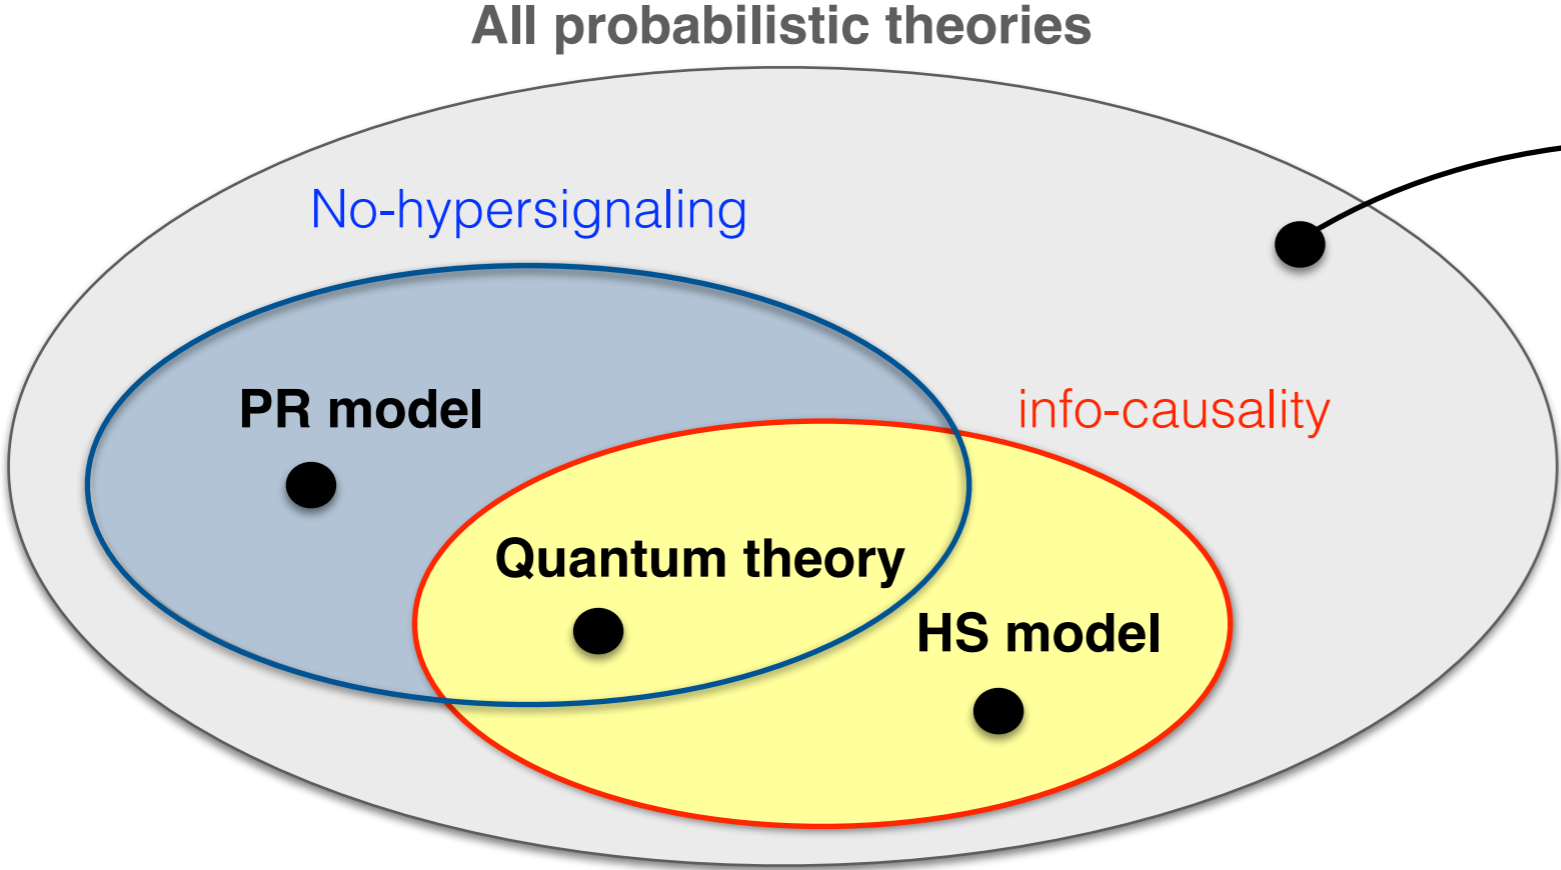 All probabilistic theories
No-hypersignaling
PR model
info-causality
Quantum theory
HS model